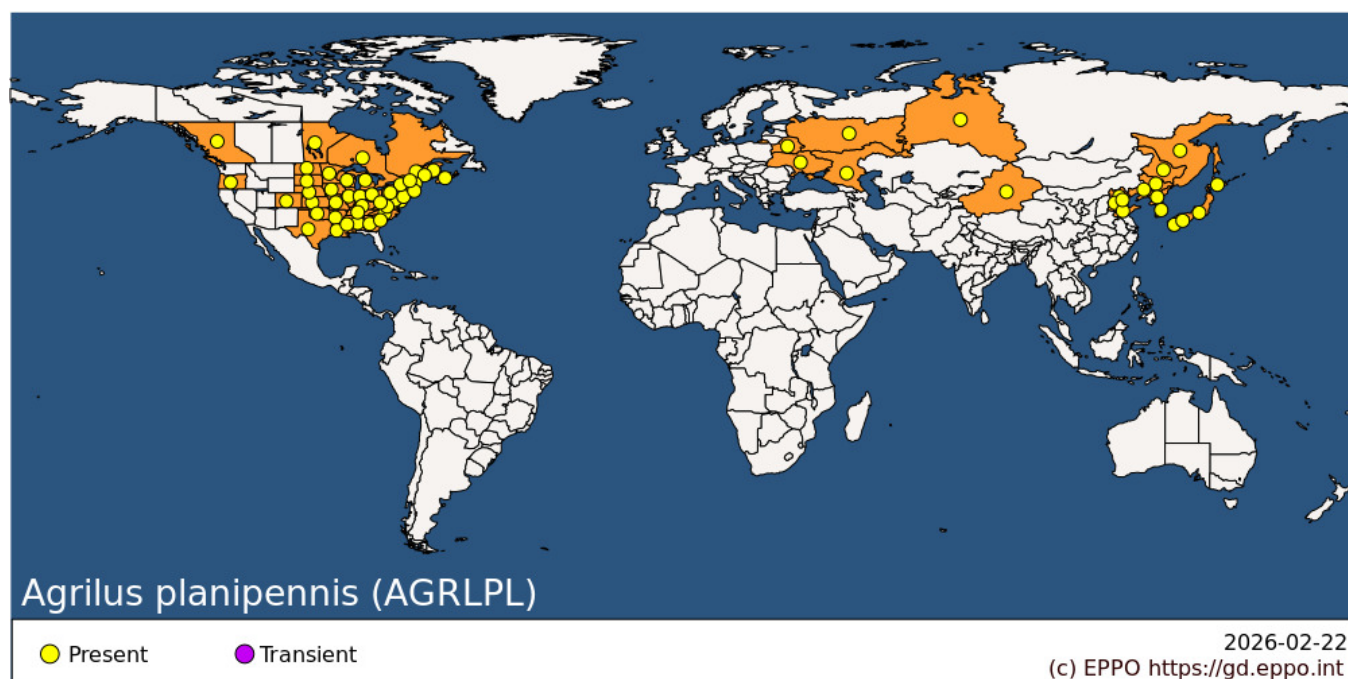 Agrilus planipennis (AGRLPL)
Present
Transient
2026-02-22
(c) EPPO https://gd.eppo.int